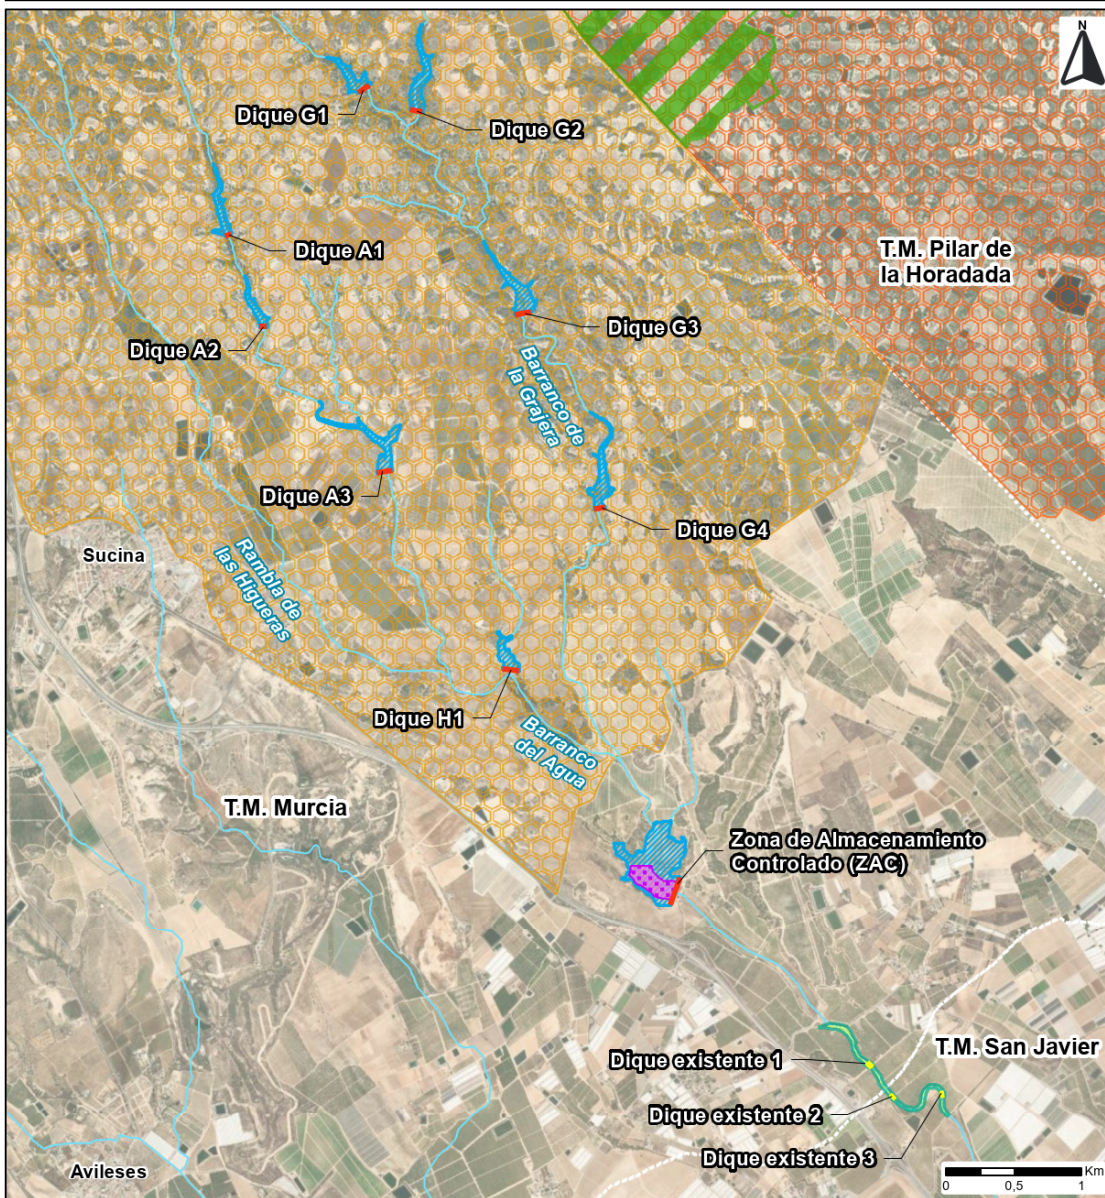 N
Dique G1
Dique G2
T.M. Pilar de
la Horadada
Dique A1
Dique G3
Dique A2
Barranco de
la Grajera
Dique A3
Dique G4
Sucina
Rambla de
las Higueras
Dique H1
Barranco
del Agua
T.M. Murcia
Zona de Almacenamiento
Controlado (ZAC)
T.M. San Javier
Dique existente 1
Dique existente 2
Dique existente 3
Avileses
Km
0 0,5 1